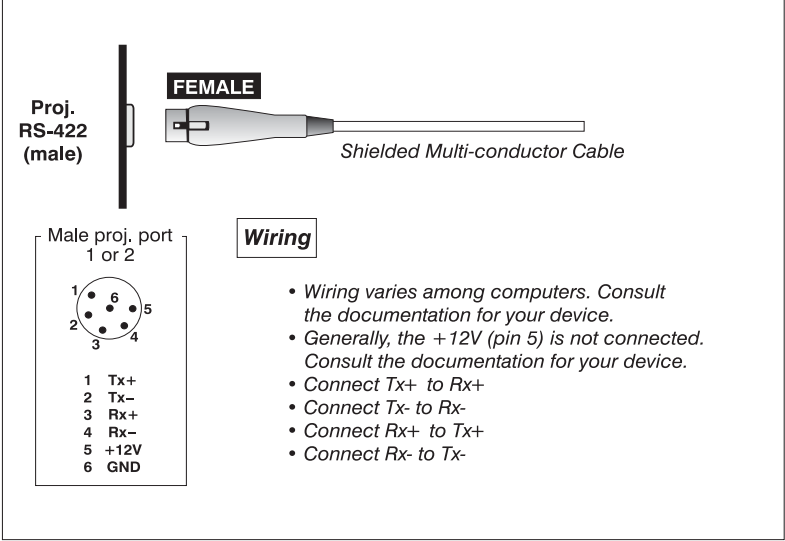 FEMALE
Proj.
RS-422
(male)
Shielded Multi-conductor Cable
Male proj. port
1 or 2
1
6
5
2
4
3
1 Tx+
2 Tx–
3 Rx+
4 Rx–
5 +12V
6 GND
Wiring
• Wiring varies among computers. Consult
the documentation for your device.
• Generally, the +12V (pin 5) is not connected.
Consult the documentation for your device.
• Connect Tx+ to Rx+
• Connect Tx- to Rx-
• Connect Rx+ to Tx+
• Connect Rx- to Tx-